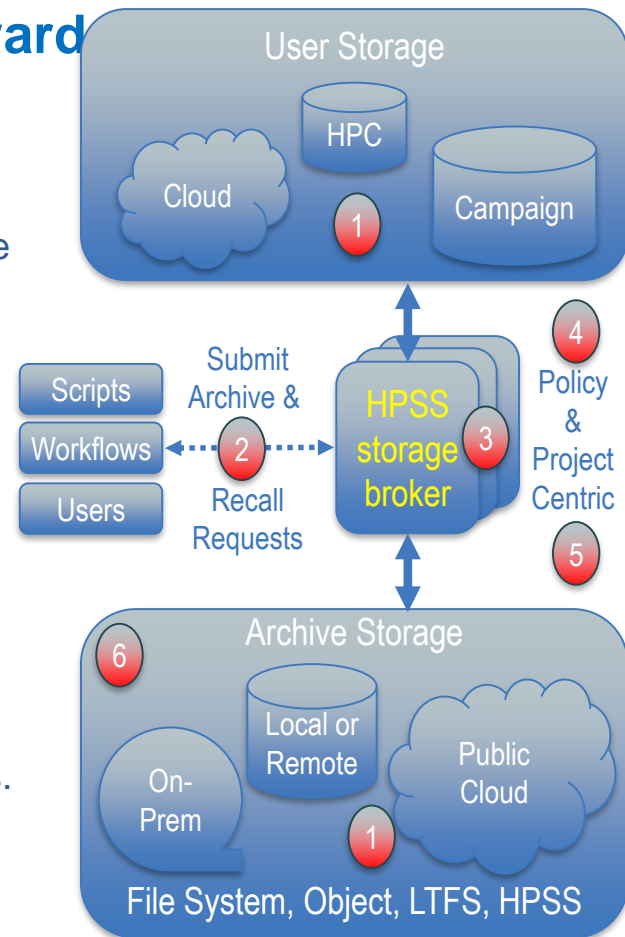 vard
User Storage
HPC
Cloud
Campaign
1
e
4
Submit
Archive &
2
Recall
Requests
Scripts
Workflows
Users
HPSS
storage
broker
3
Policy
&
Project
Centric
5
Archive Storage
6
Local or
Remote
On-
Prem
Public
Cloud
1
.
File System, Object, LTFS, HPSS